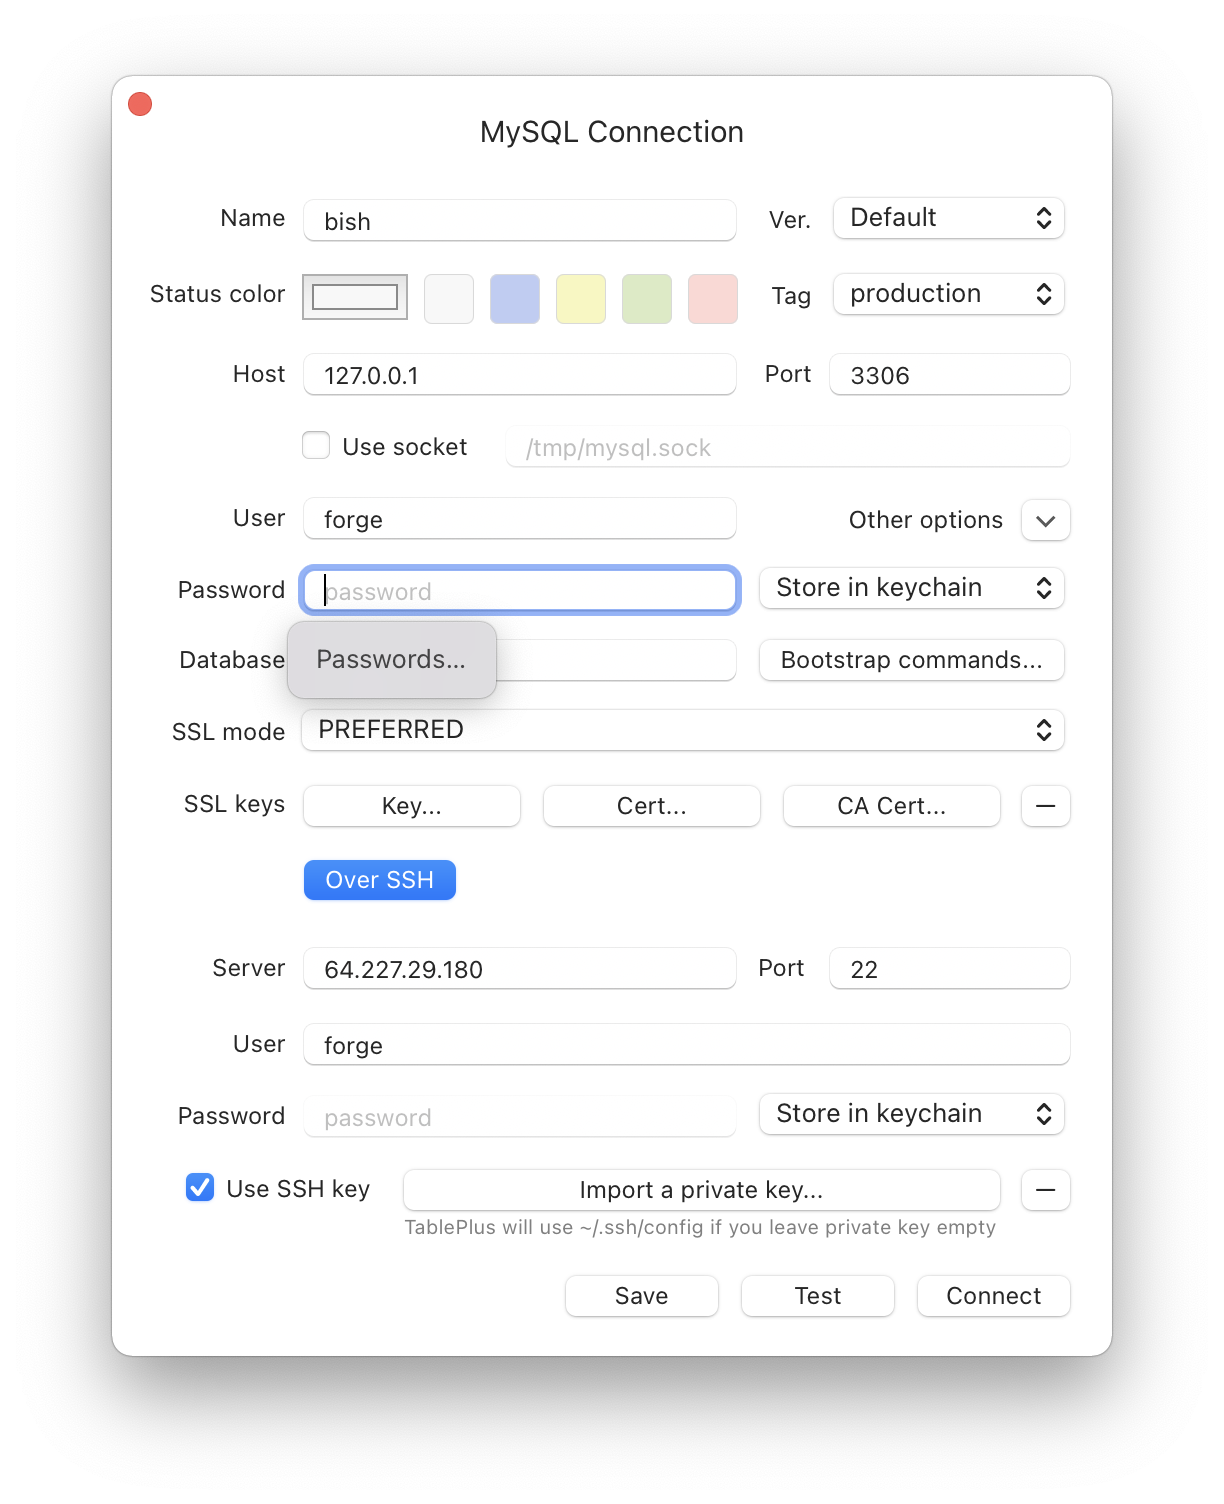 MySQL Connection
Name bish Ver. Default
Status color Tag production
Host 127.0.0.1 Port 3306
Use socket /tmp/mysql.sock
User forge Other options
Password password Store in keychain
Database Passwords... Bootstrap commands...
SSL mode PREFERRED
SSL keys Key... Cert... CA Cert...
Over SSH
Server 64.227.29.180 Port 22
User forge
Password password Store in keychain
Use SSH key Import a private key...
TablePlus will use ~/.ssh/config if you leave private key empty
Save Test Connect